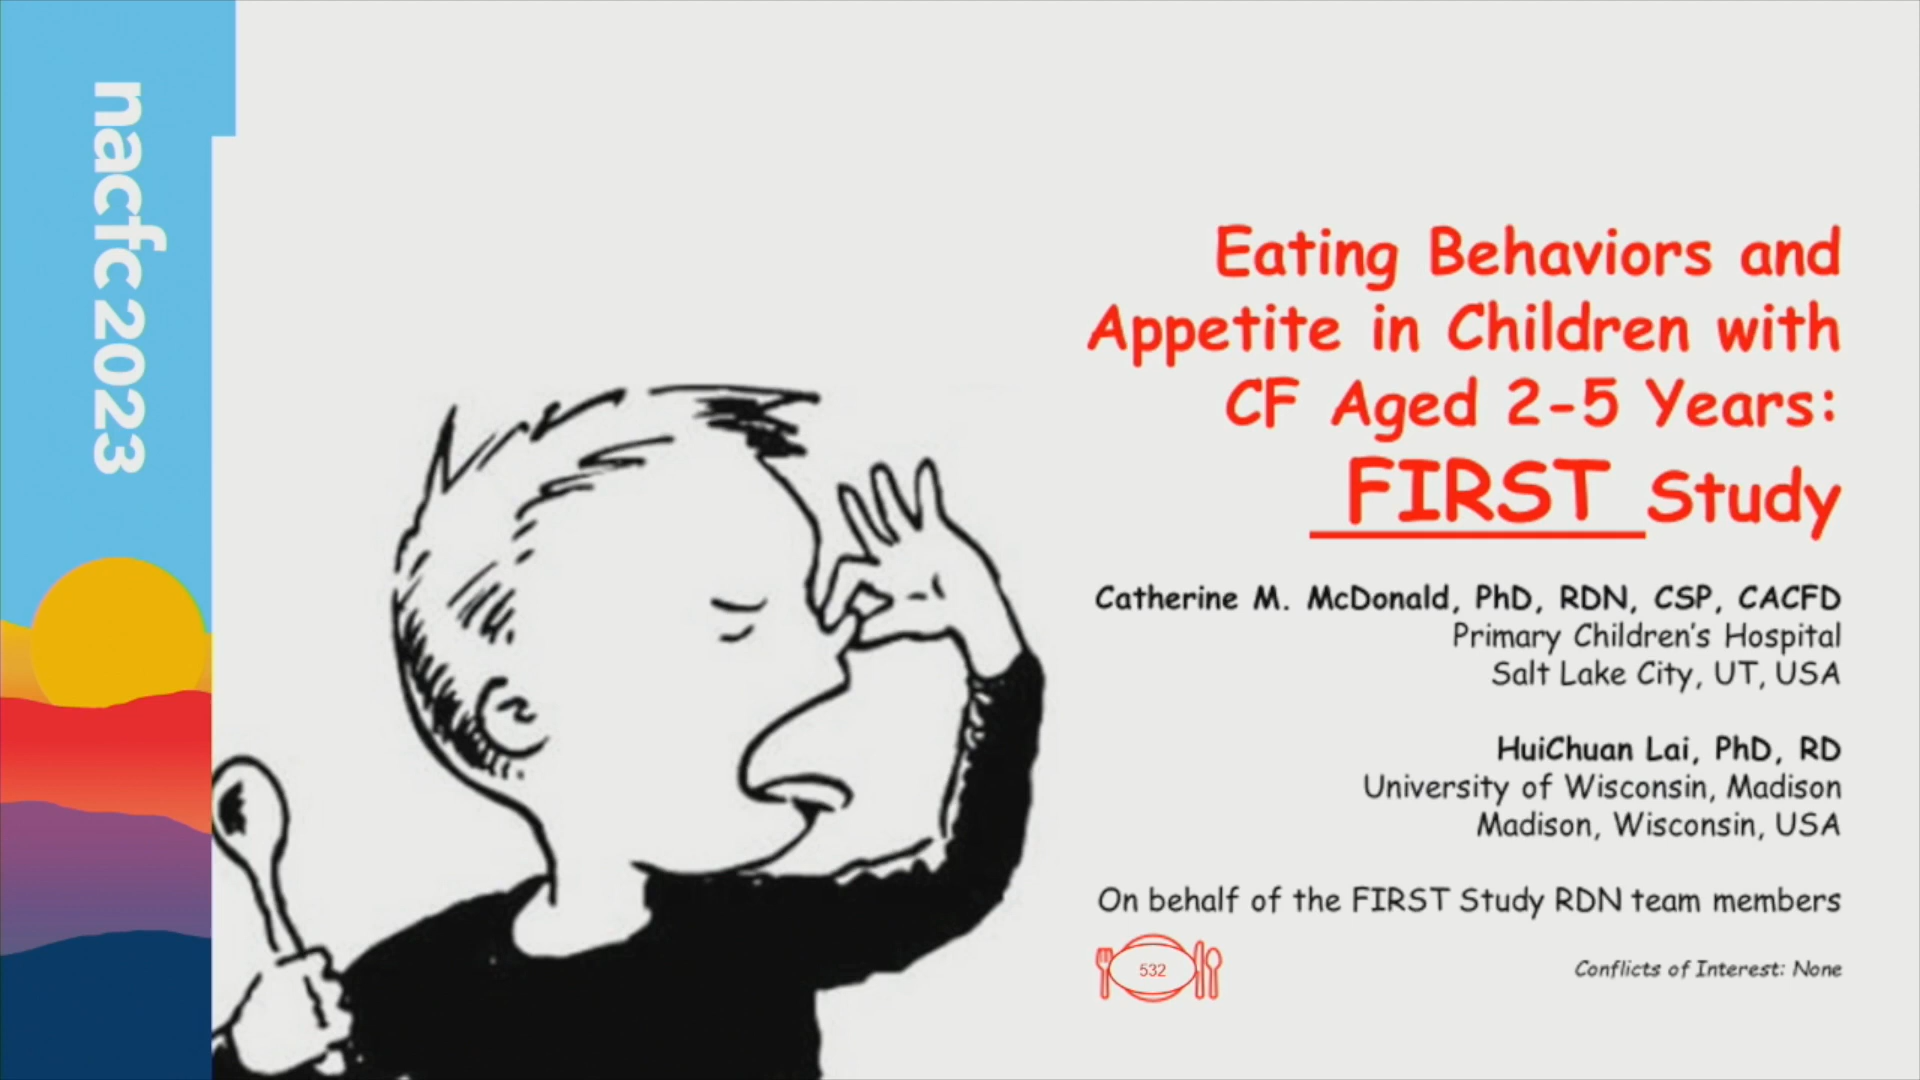 nacfc 2023
Eating Behaviors and
Appetite in Children with
CF Aged 2-5 Years:
FIRST Study
Catherine M. McDonald, PhD, RDN, CSP, CACFD
Primary Children's Hospital
Salt Lake City, UT, USA
HuiChuan Lai, PhD, RD
University of Wisconsin, Madison
Madison, Wisconsin, USA
On behalf of the FIRST Study RDN team members
532
Conflicts of Interest: None